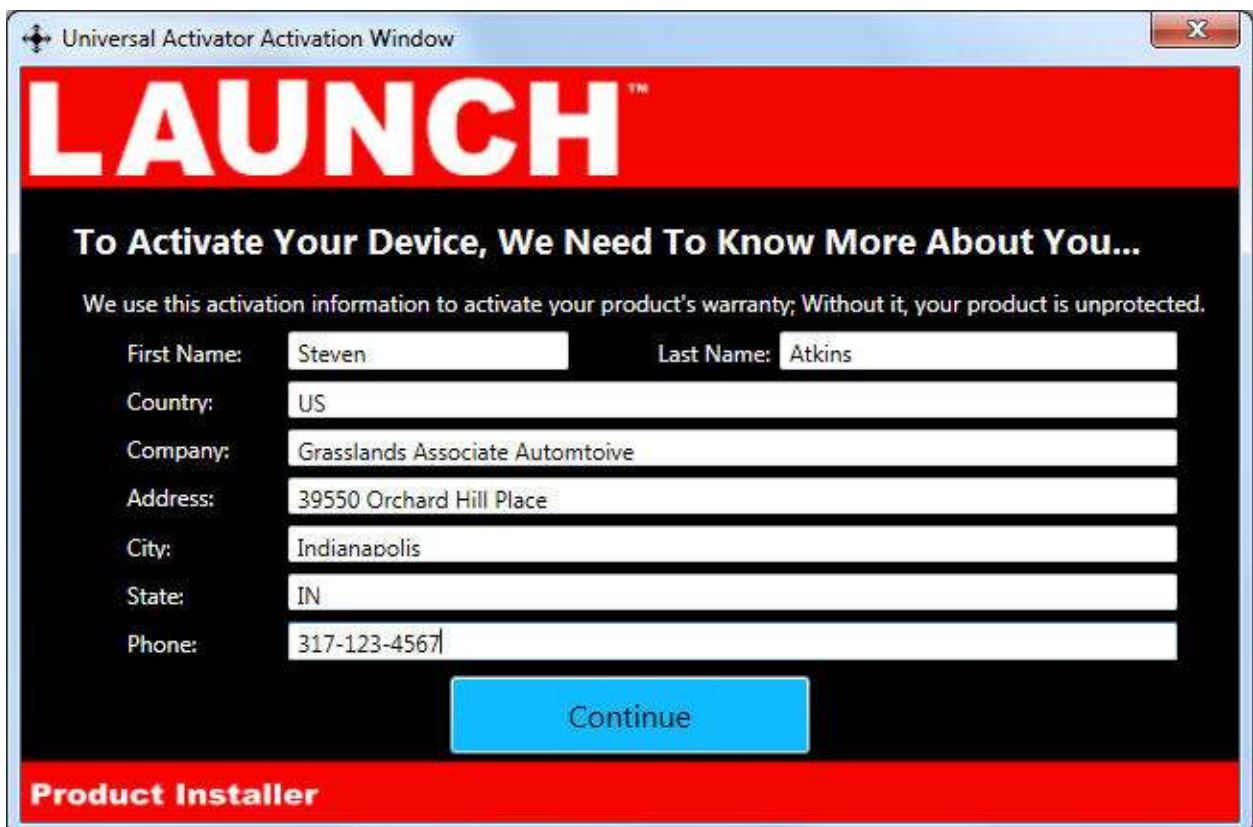 Universal Activator Activation Window
LAUNCH™
To Activate Your Device, We Need To Know More About You...
We use this activation information to activate your product's warranty; Without it, your product is unprotected.
First Name: Steven Last Name: Atkins
Country: US
Company: Grasslands Associate Automtoive
Address: 39550 Orchard Hill Place
City: Indianapolis
State: IN
Phone: 317-123-4567
Continue
Product Installer